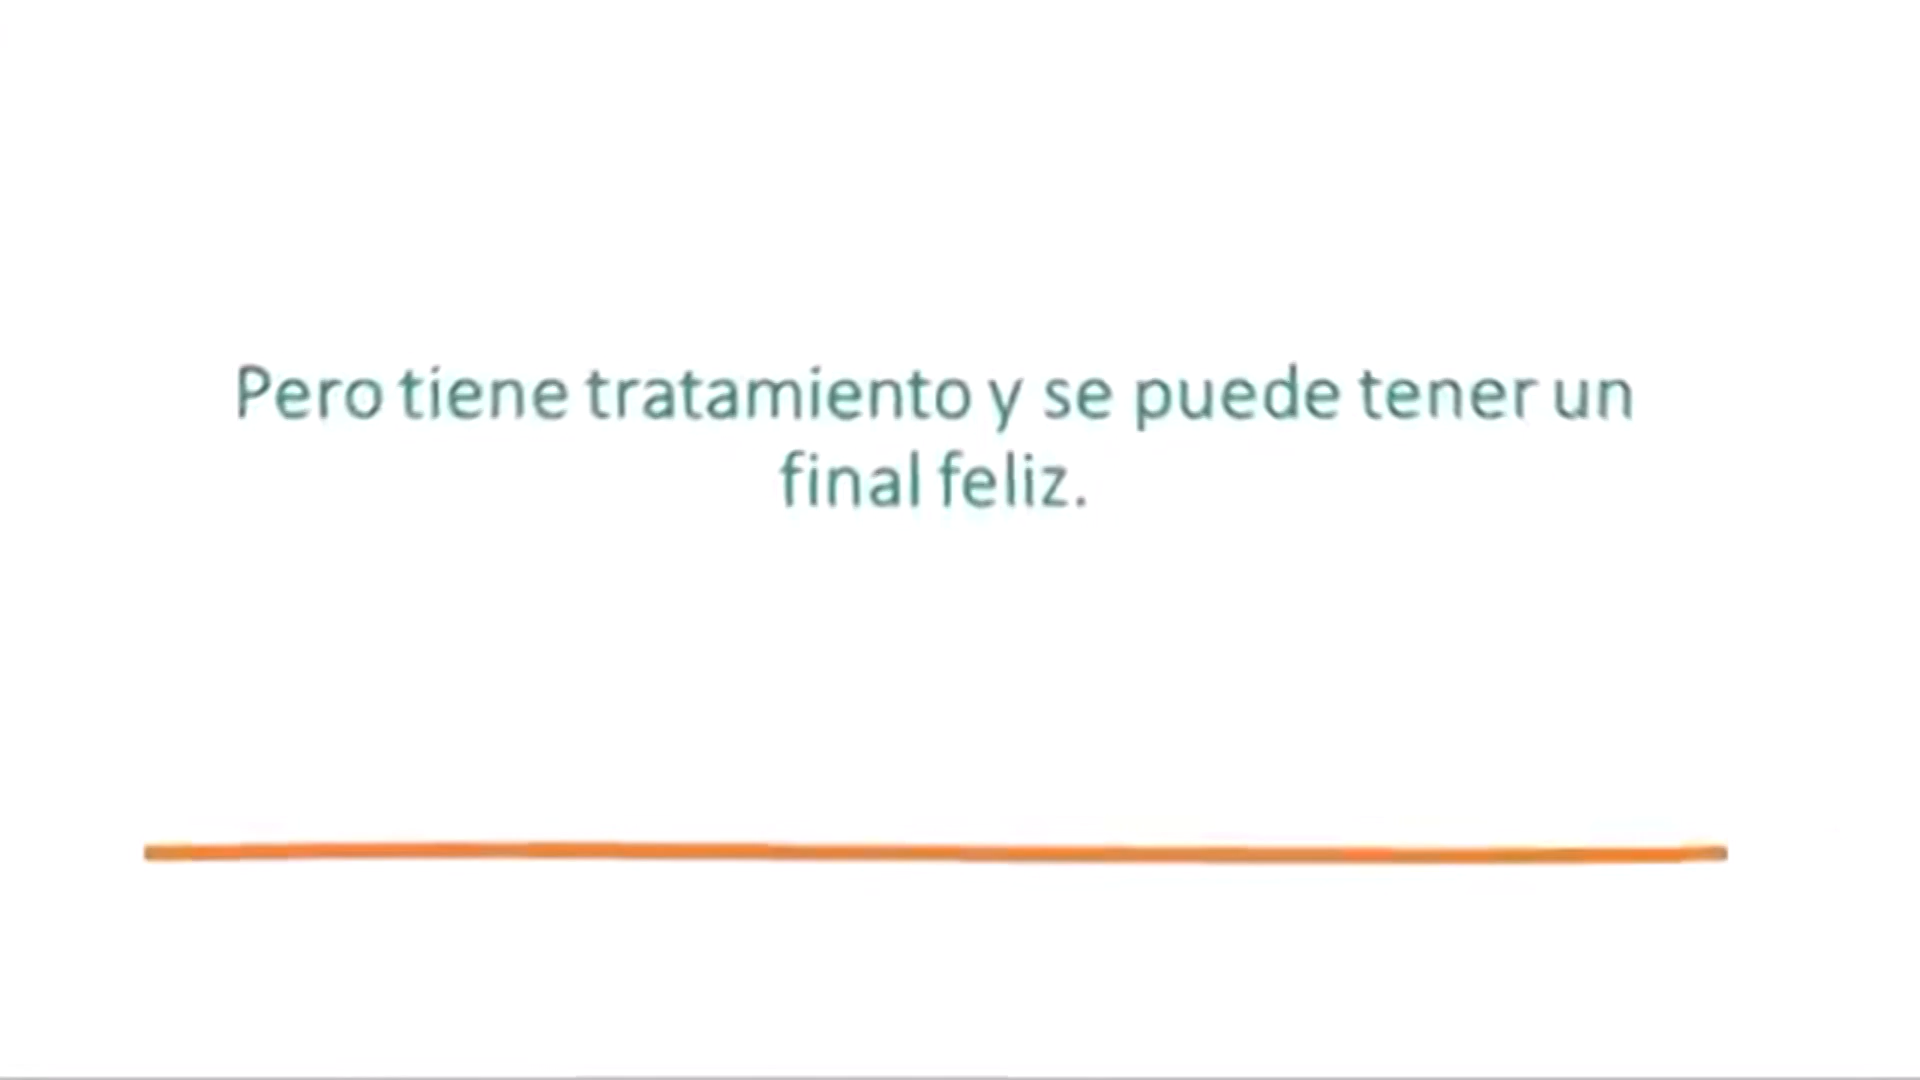 Pero tiene tratamiento y se puede tener un
final feliz.